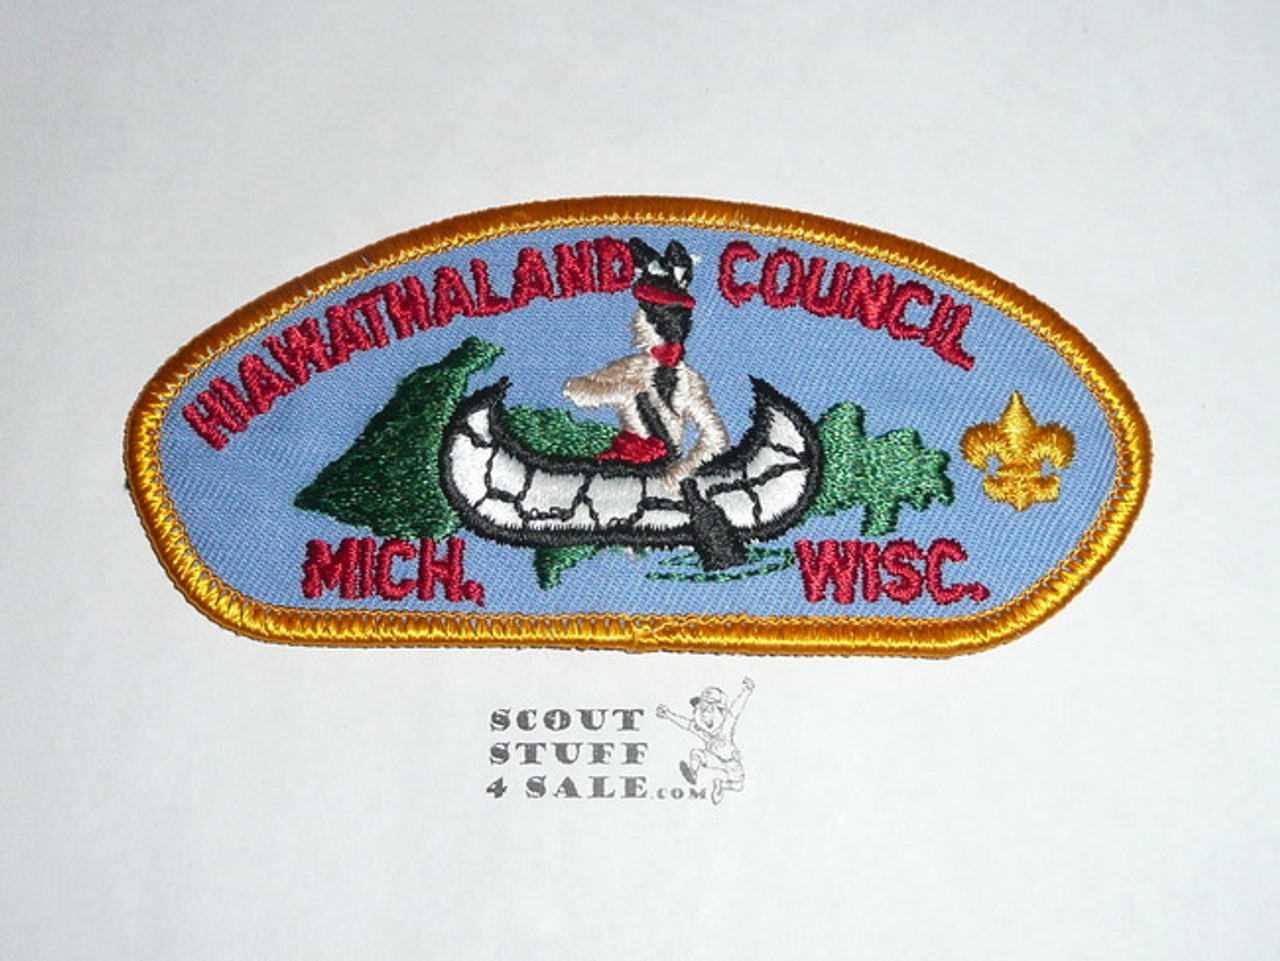 HIAWATHALAND COUNCIL
MICH. WISC.
SCOUT
STUFF
4 SALE.COM